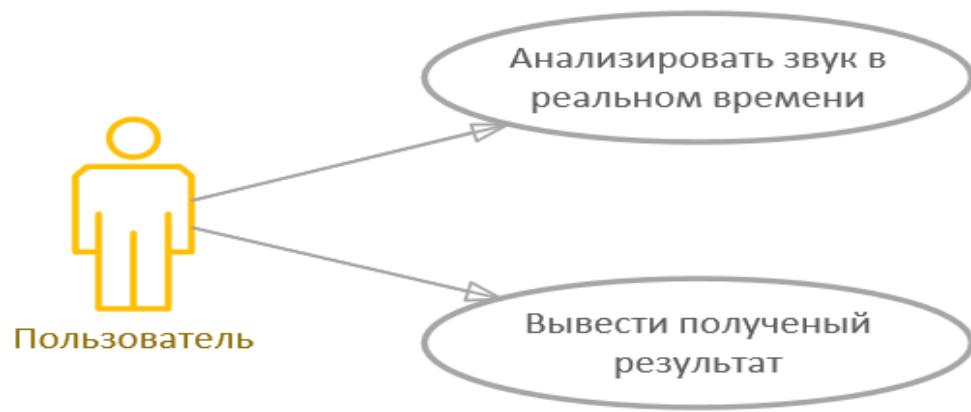 Анализировать звук в
реальном времени
Пользователь
Вывести полученый
результат